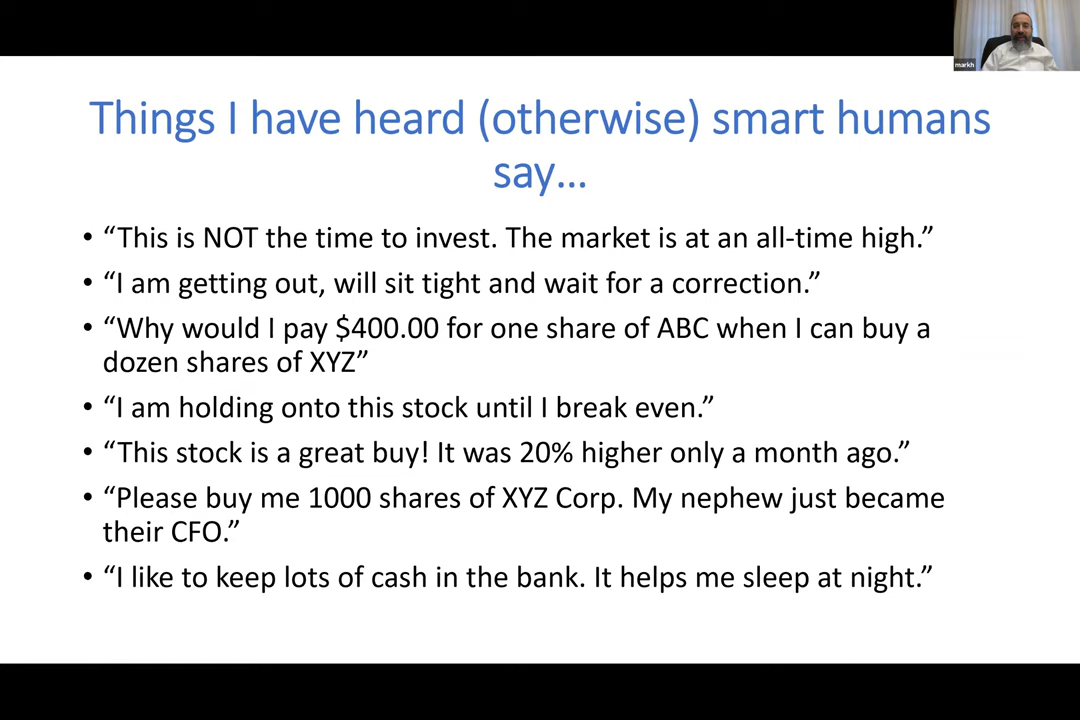 markh
Things I have heard (otherwise) smart humans
say…
• “This is NOT the time to invest. The market is at an all-time high.”
• “I am getting out, will sit tight and wait for a correction.”
• “Why would I pay $400.00 for one share of ABC when I can buy a
dozen shares of XYZ”
• “I am holding onto this stock until I break even.”
• “This stock is a great buy! It was 20% higher only a month ago.”
• “Please buy me 1000 shares of XYZ Corp. My nephew just became
their CFO.”
• “I like to keep lots of cash in the bank. It helps me sleep at night.”